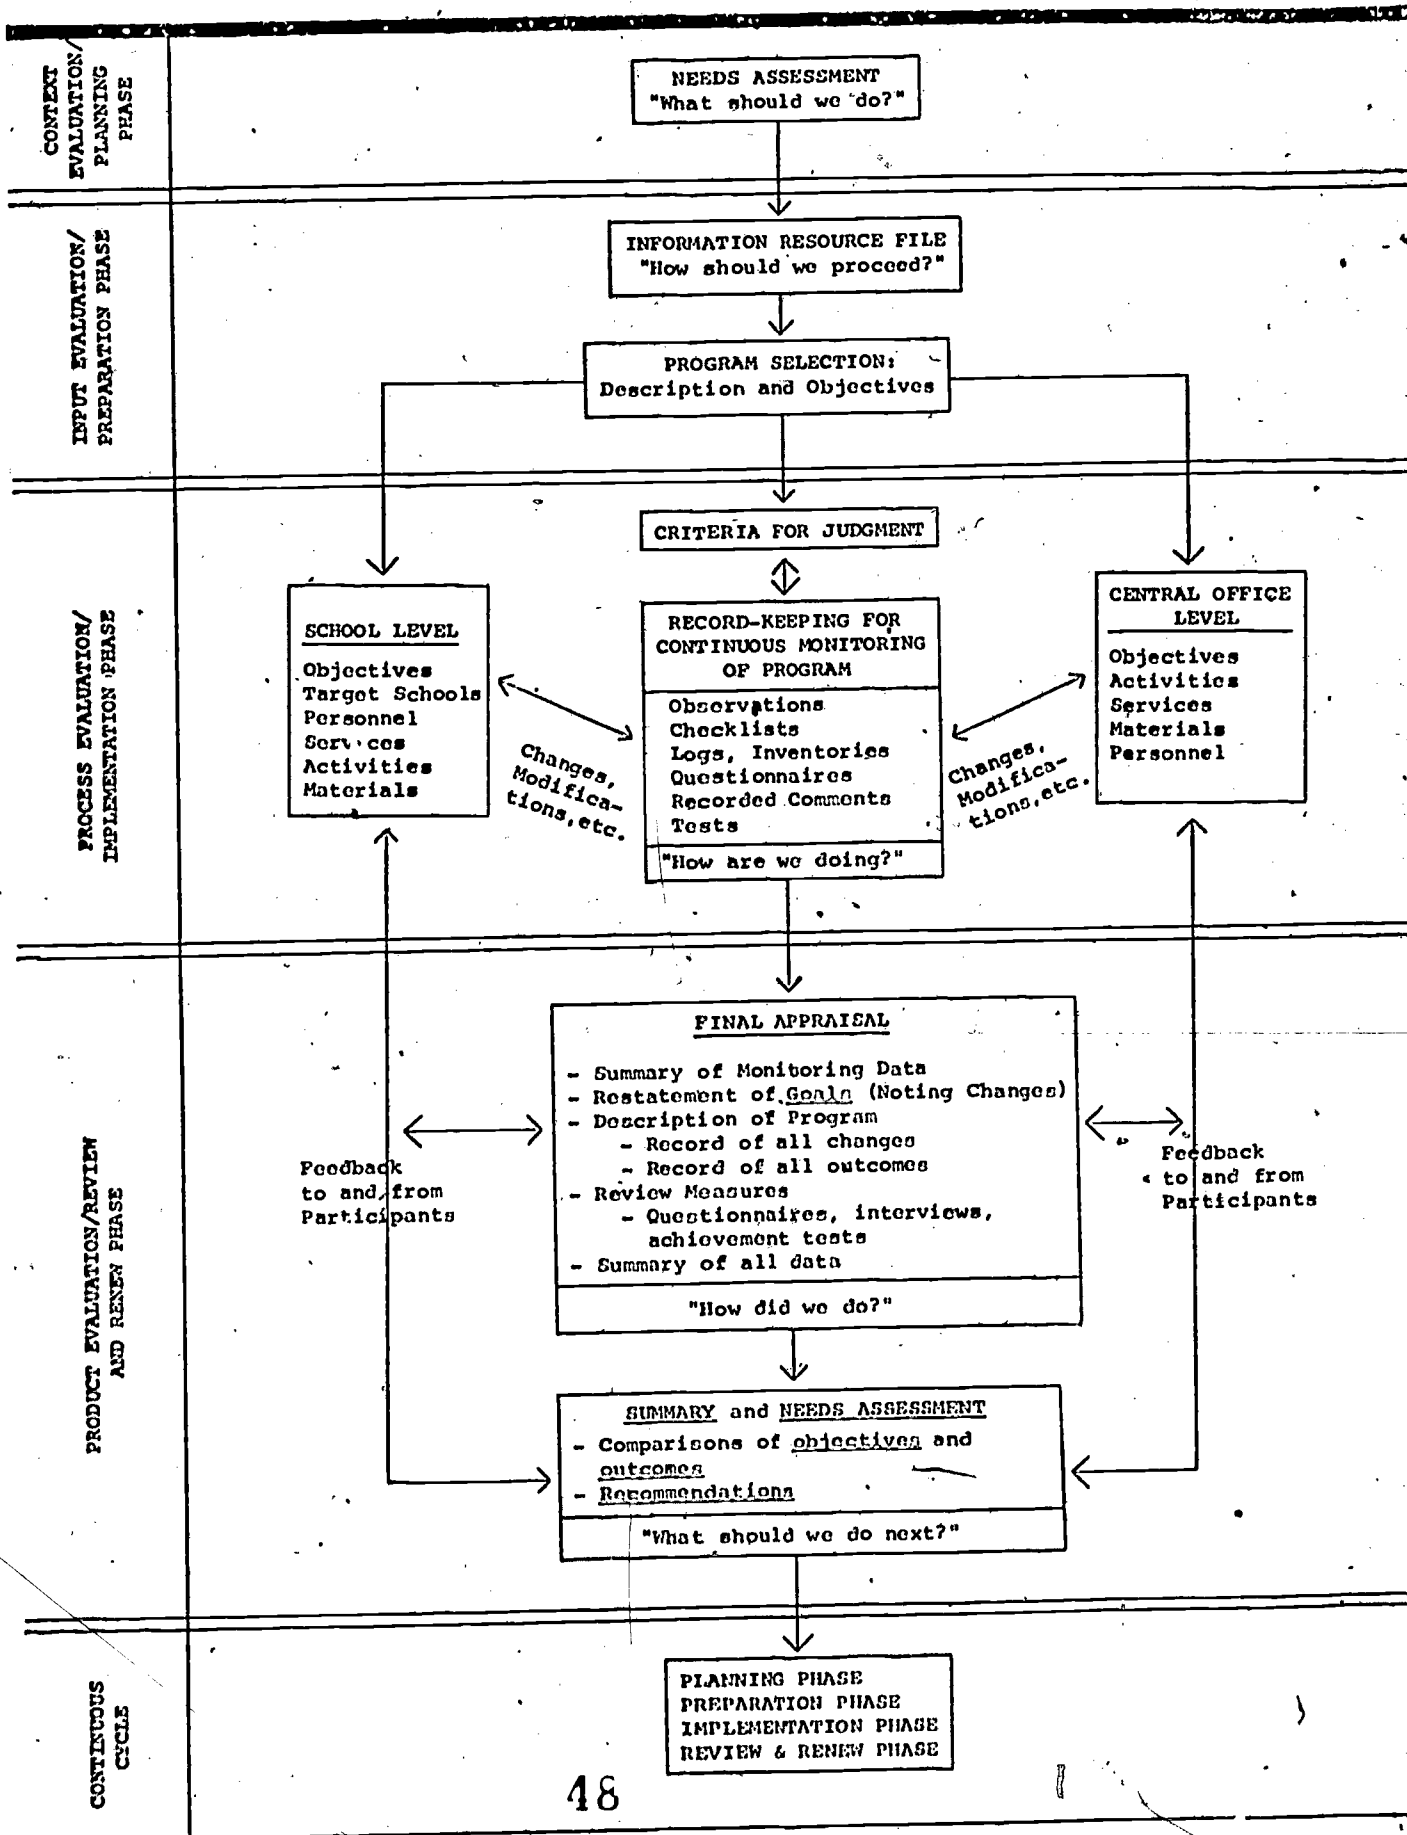 CONTEXT
EVALUATION/
PLANNING
PHASE
NEEDS ASSESSMENT
"What should we do?"
INPUT EVALUATION/
PREPARATION PHASE
INFORMATION RESOURCE FILE
"How should we proceed?"
PROGRAM SELECTION:
Description and Objectives
PROCESS EVALUATION/
IMPLEMENTATION PHASE
CRITERIA FOR JUDGMENT
SCHOOL LEVEL
Objectives
Target Schools
Personnel
Services
Activities
Materials
Changes,
Modifica-
tions, etc.
RECORD-KEEPING FOR
CONTINUOUS MONITORING
OF PROGRAM
Observations
Checklists
Logs, Inventories
Questionnaires
Recorded Comments
Tests
"How are we doing?"
Changes,
Modifica-
tions, etc.
CENTRAL OFFICE
LEVEL
Objectives
Activities
Services
Materials
Personnel
PRODUCT EVALUATION/REVIEW
AND RENEW PHASE
Feedback
to and from
Participants
FINAL APPRAISAL
- Summary of Monitoring Data
- Restatement of Goals (Noting Changes)
- Description of Program
- Record of all changes
- Record of all outcomes
- Review Measures
- Questionnaires, interviews,
achievement tests
- Summary of all data
"How did we do?"
Feedback
to and from
Participants
SUMMARY and NEEDS ASSESSMENT
- Comparisons of objectives and
outcomes
- Recommendations
"What should we do next?"
CONTINUOUS
CYCLE
PLANNING PHASE
PREPARATION PHASE
IMPLEMENTATION PHASE
REVIEW & RENEW PHASE
48